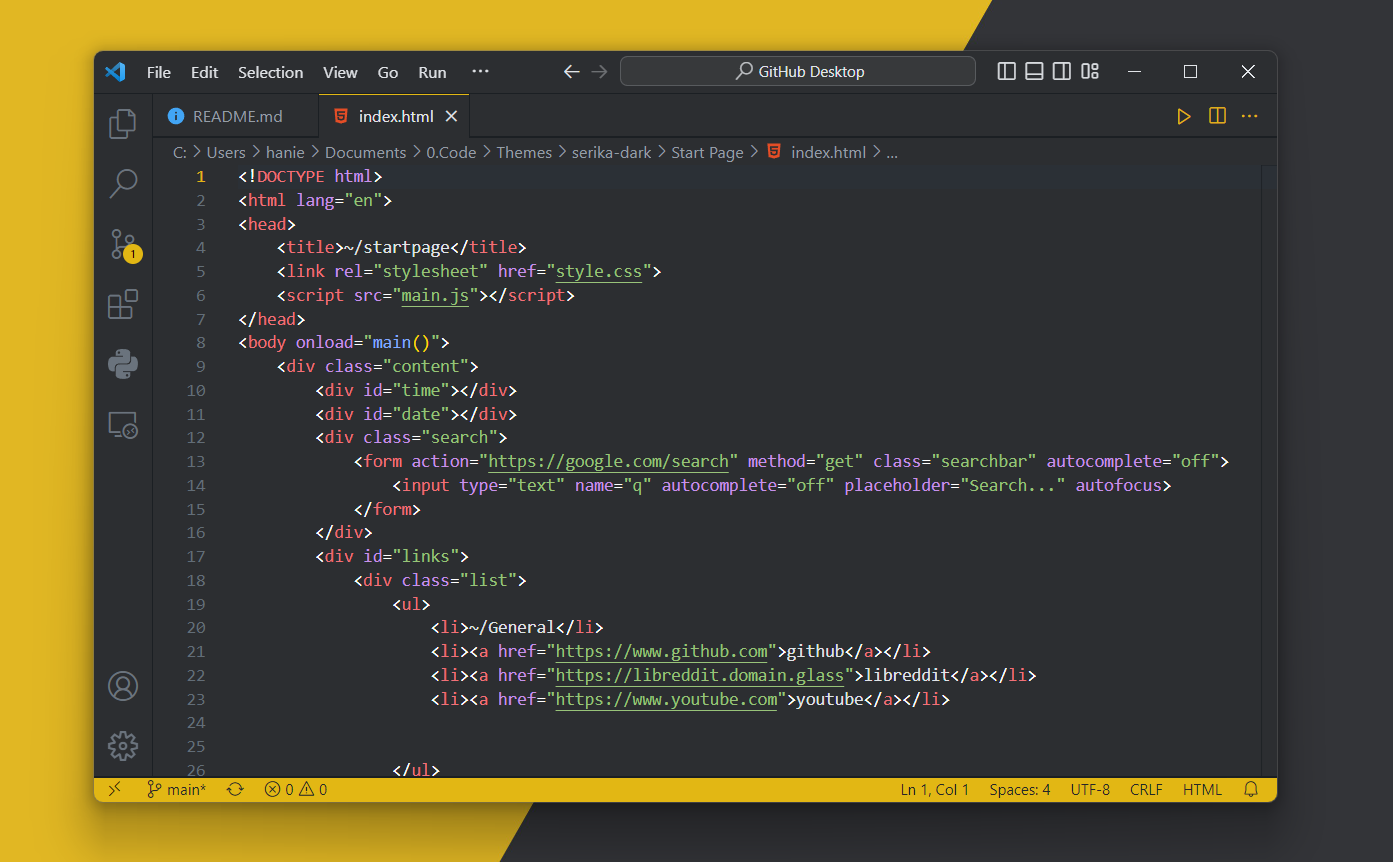 File Edit Selection View Go Run ··· GitHub Desktop
README.md index.html
C: > Users > hanie > Documents > 0.Code > Themes > serika-dark > Start Page > index.html > ...
1 <!DOCTYPE html>
2 <html lang="en">
3 <head>
4     <title>~/startpage</title>
5     <link rel="stylesheet" href="style.css">
6     <script src="main.js"></script>
7 </head>
8 <body onload="main()">
9     <div class="content">
10         <div id="time"></div>
11         <div id="date"></div>
12         <div class="search">
13             <form action="https://google.com/search" method="get" class="searchbar" autocomplete="off">
14                 <input type="text" name="q" autocomplete="off" placeholder="Search..." autofocus>
15             </form>
16         </div>
17         <div id="links">
18             <div class="list">
19                 <ul>
20                     <li>~/General</li>
21                     <li><a href="https://www.github.com">github</a></li>
22                     <li><a href="https://libreddit.domain.glass">libreddit</a></li>
23                     <li><a href="https://www.youtube.com">youtube</a></li>
24
25
26                 </ul>
1
main* 0 0 Ln 1, Col 1 Spaces: 4 UTF-8 CRLF HTML